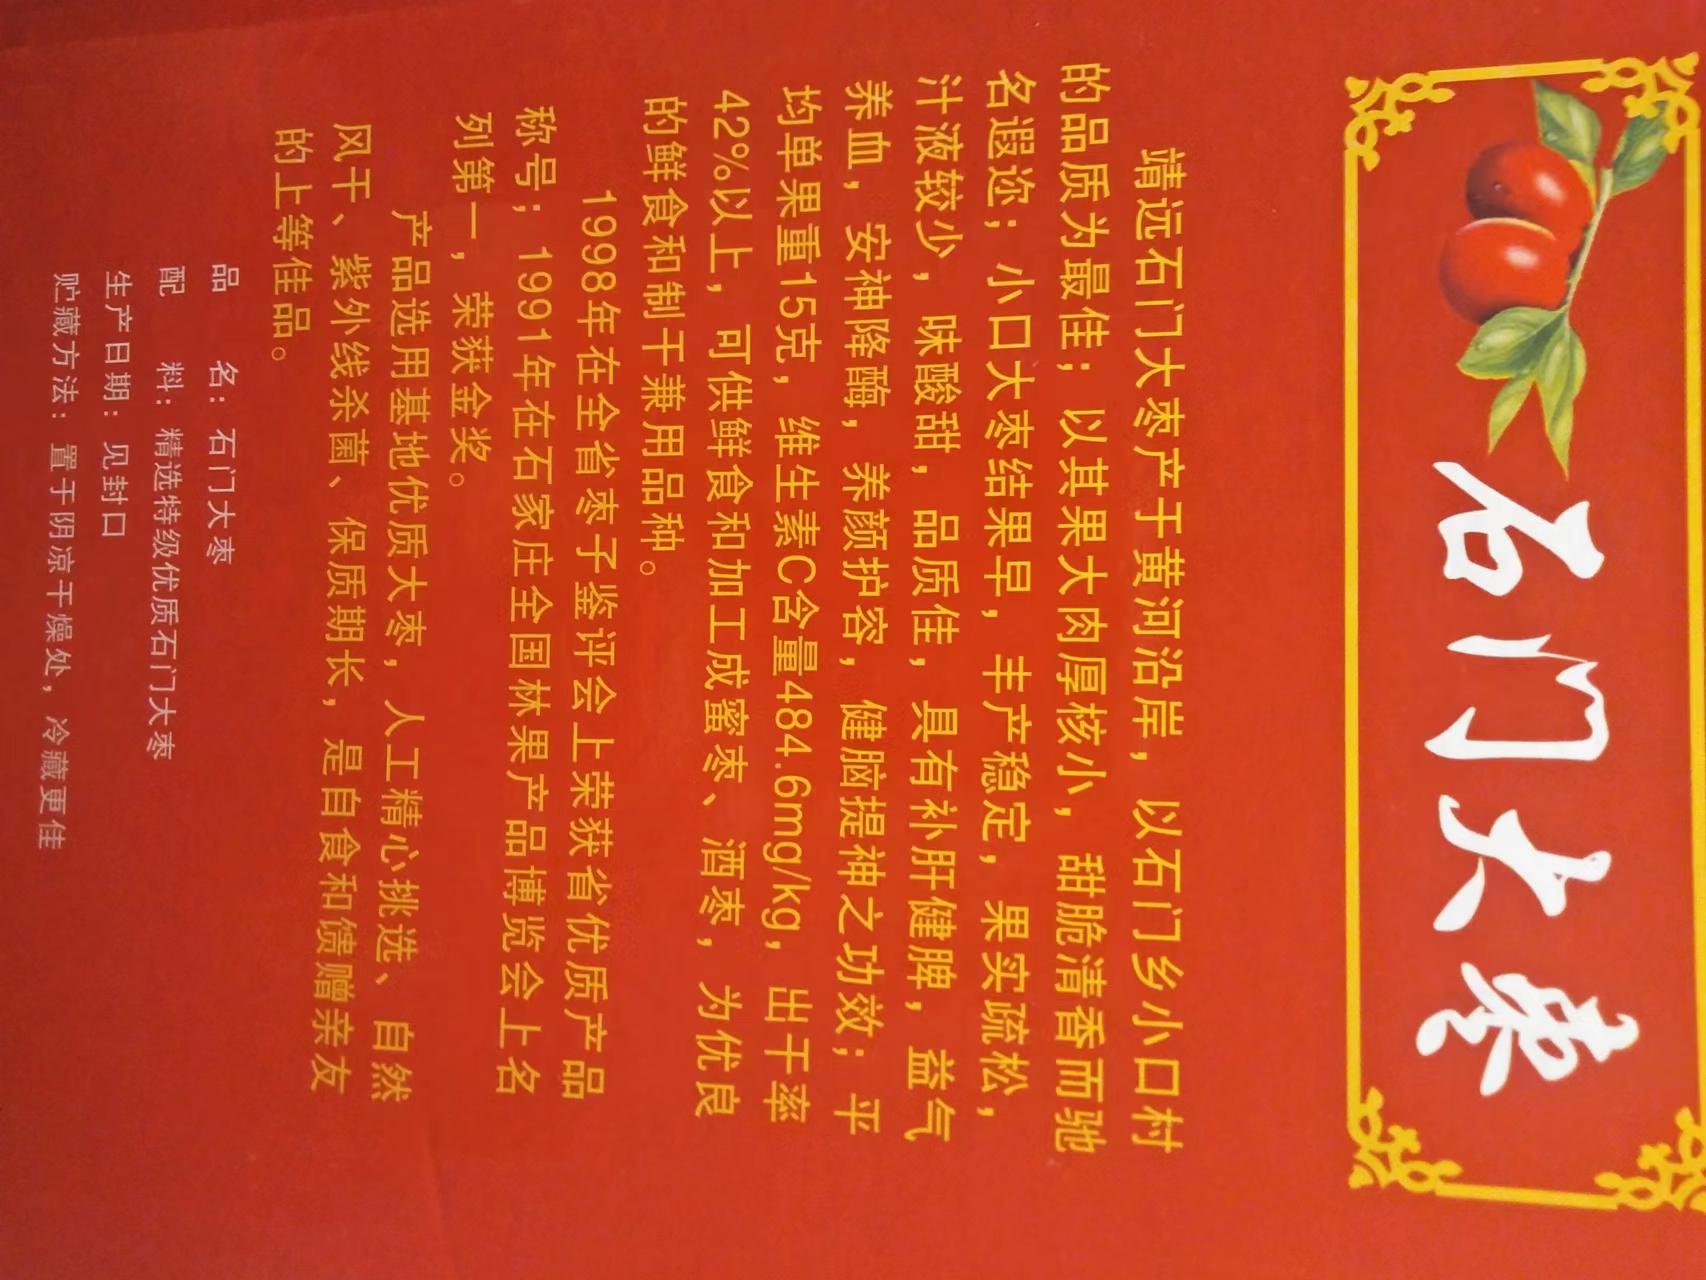 石门大枣
靖远石门大枣产于黄河沿岸，以石门乡小口村
的品质为最佳；以其果大肉厚核小，甜脆清香而驰
名遐迩；小口大枣结果早，丰产稳定，果实疏松，
汁液较少，味酸甜，品质佳，具有补肝健脾，益气
养血，安神降酶，养颜护容，健脑提神之功效；平
均单果重15克，维生素C含量484.6mg/kg，出干率
42%以上，可供鲜食和加工成蜜枣、酒枣，为优良
的鲜食和制干兼用品种。
1998年在全省枣子鉴评会上荣获省优质产品
称号；1991年在石家庄全国林果产品博览会上名
列第一，荣获金奖。
产品选用基地优质大枣，人工精心挑选、自然
风干、紫外线杀菌、保质期长，是自食和馈赠亲友
的上等佳品。
品 名：石门大枣
配 料：精选特级优质石门大枣
生产日期：见封口
贮藏方法：置于阴凉干燥处，冷藏更佳